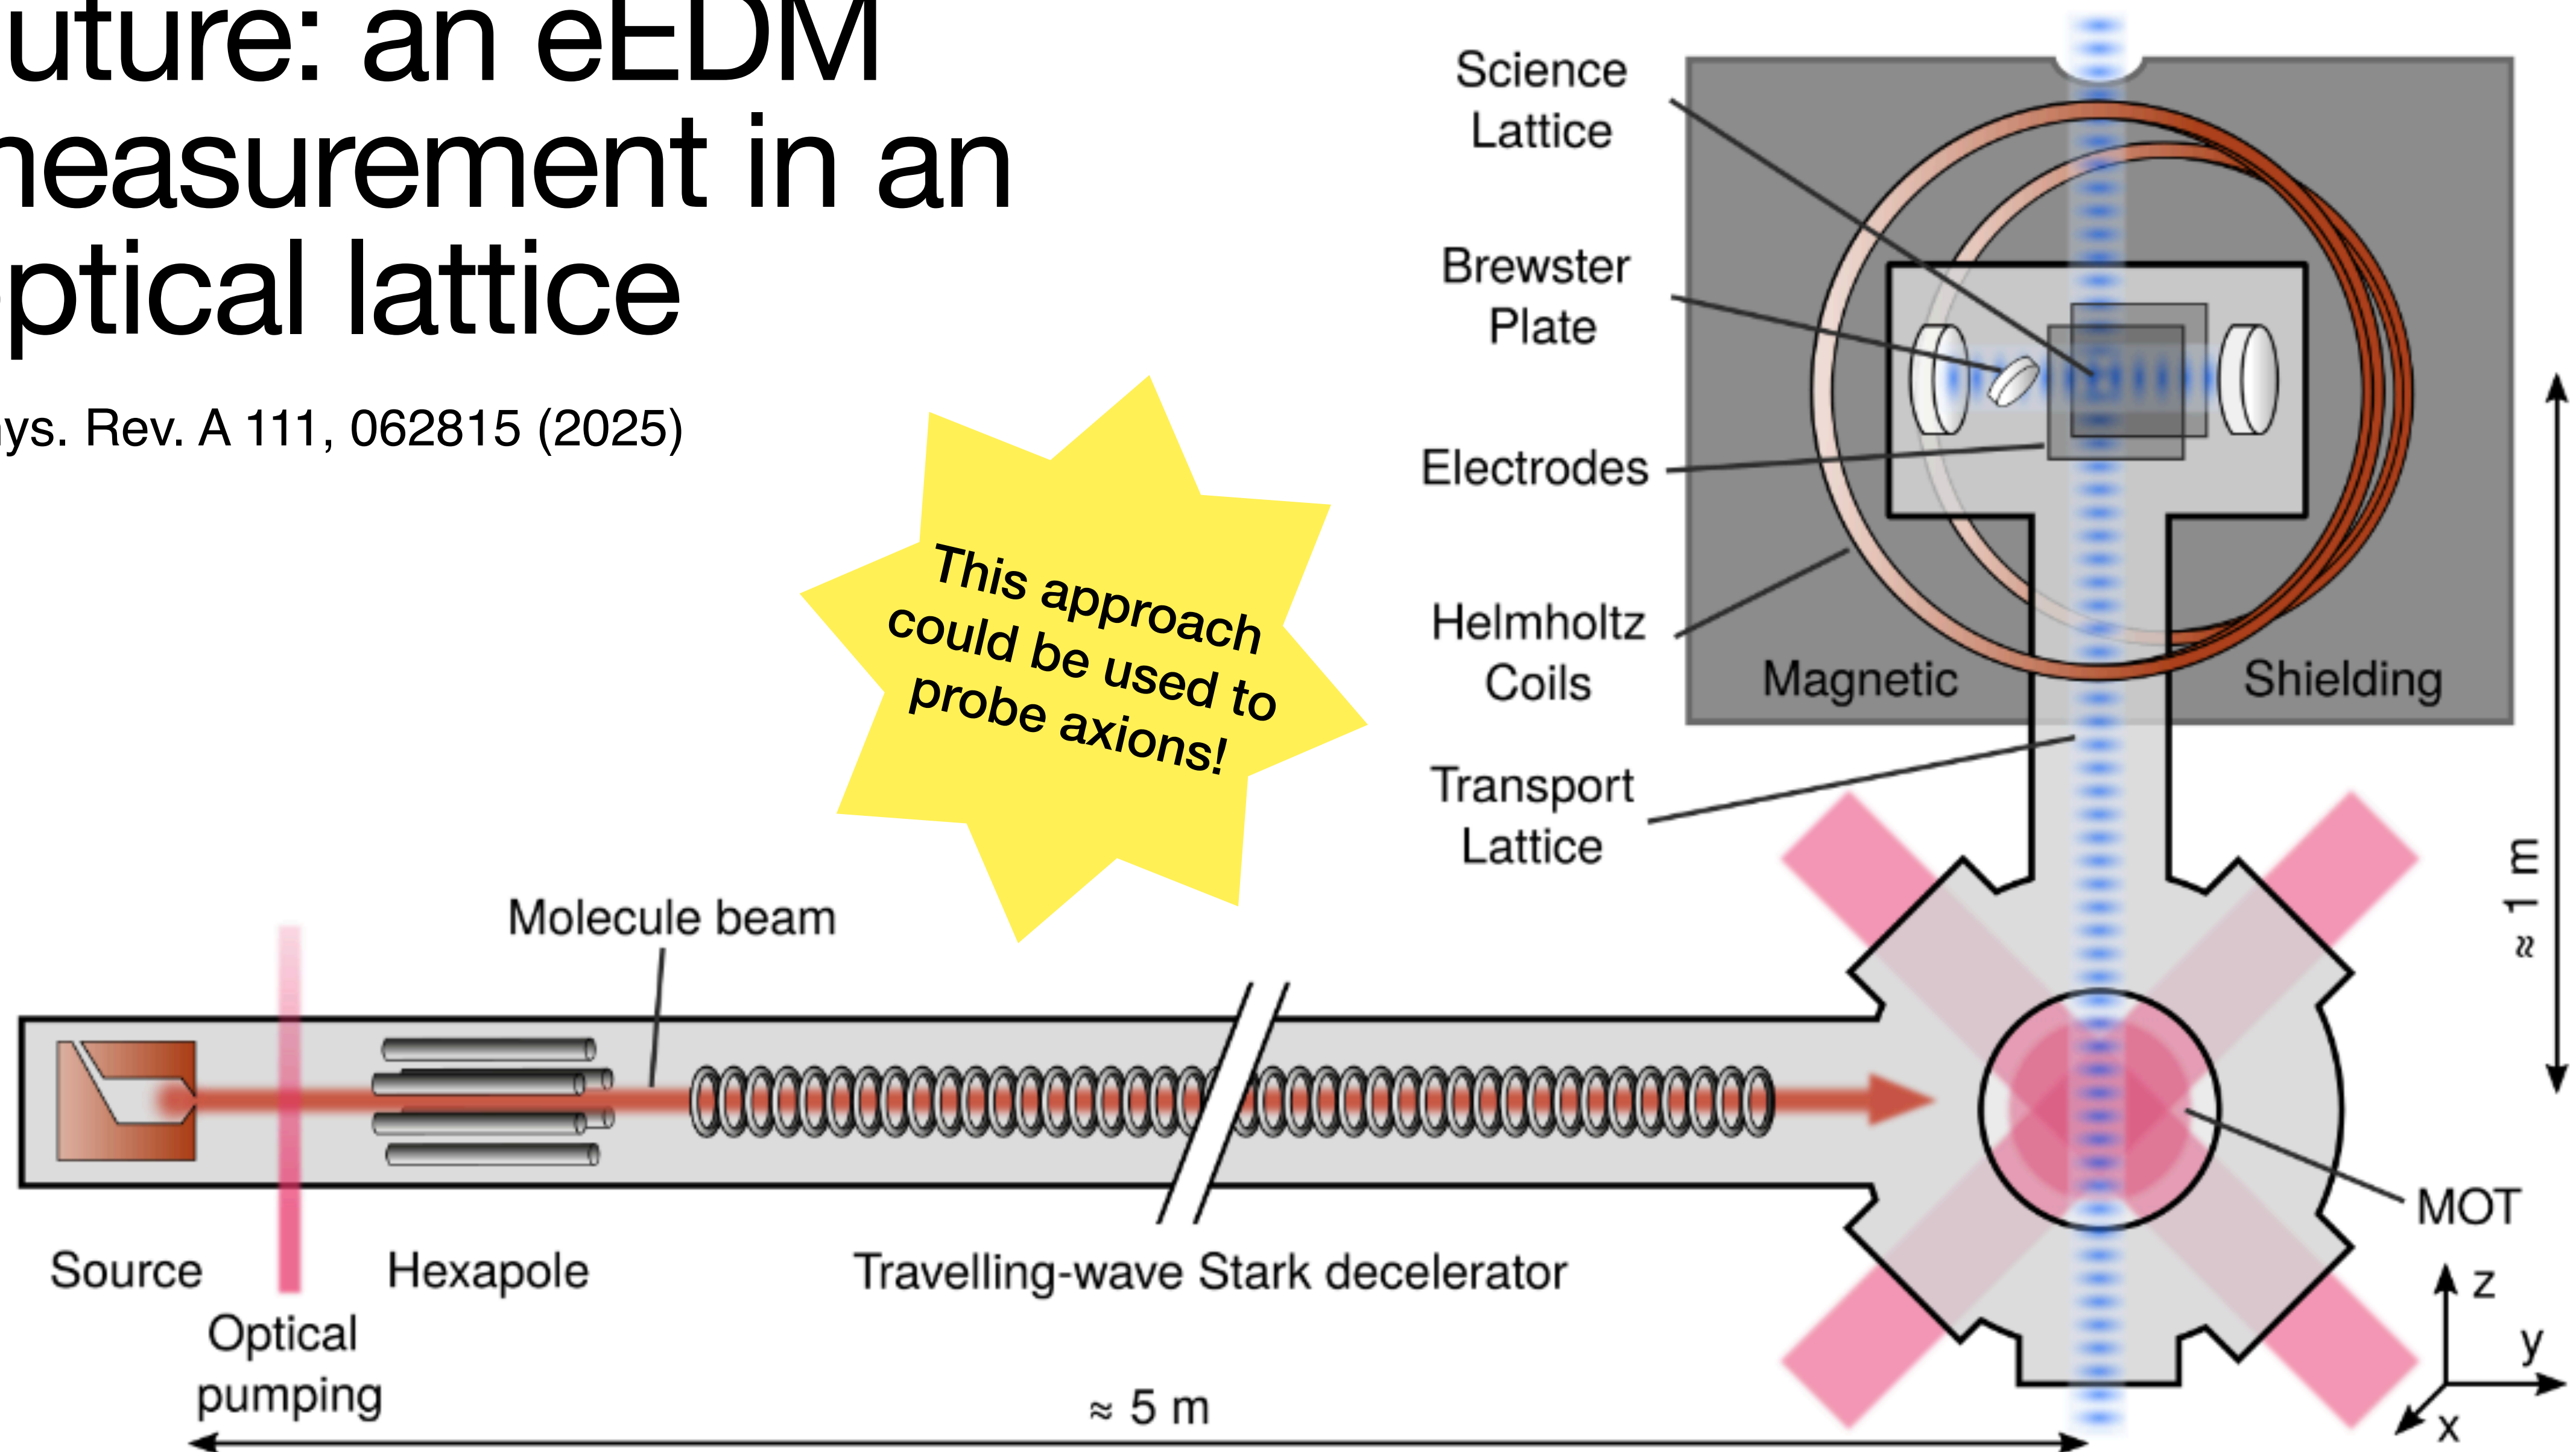 uture: an eEDM
neasurement in an
ptical lattice
ys. Rev. A 111, 062815 (2025)
This approach
could be used to
probe axions!
Science
Lattice
Brewster
Plate
Electrodes
Helmholtz
Coils
Magnetic
Shielding
Transport
Lattice
≈ 1 m
Molecule beam
MOT
Source
Optical
pumping
Hexapole
Travelling-wave Stark decelerator
≈ 5 m
z
y
x